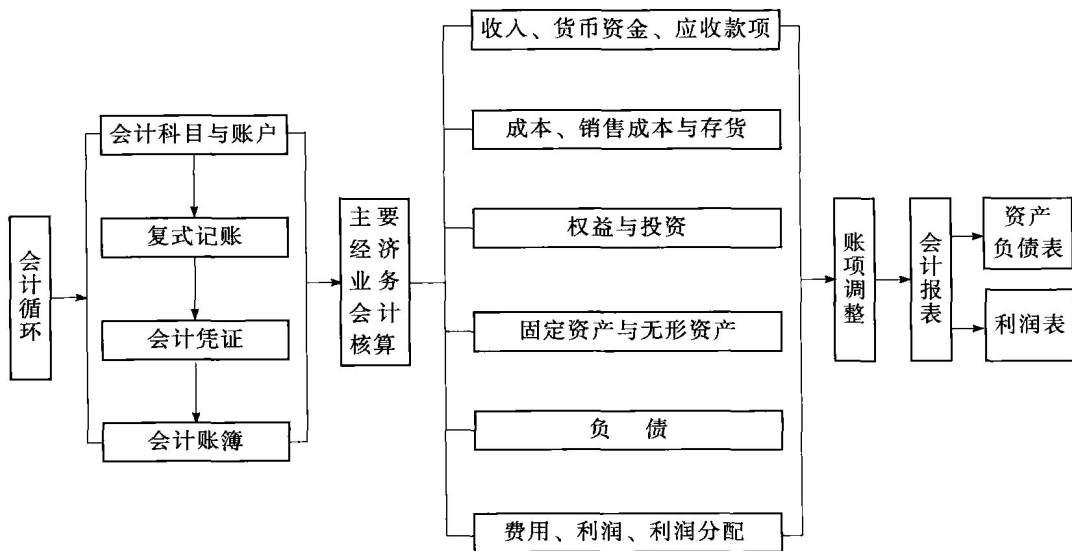 会计循环
会计科目与账户
复式记账
会计凭证
会计账簿
主要
经济
业务
会计
核算
收入、货币资金、应收款项
成本、销售成本与存货
权益与投资
固定资产与无形资产
负 债
费用、利润、利润分配
账项调整
会计报表
资产
负债表
利润表